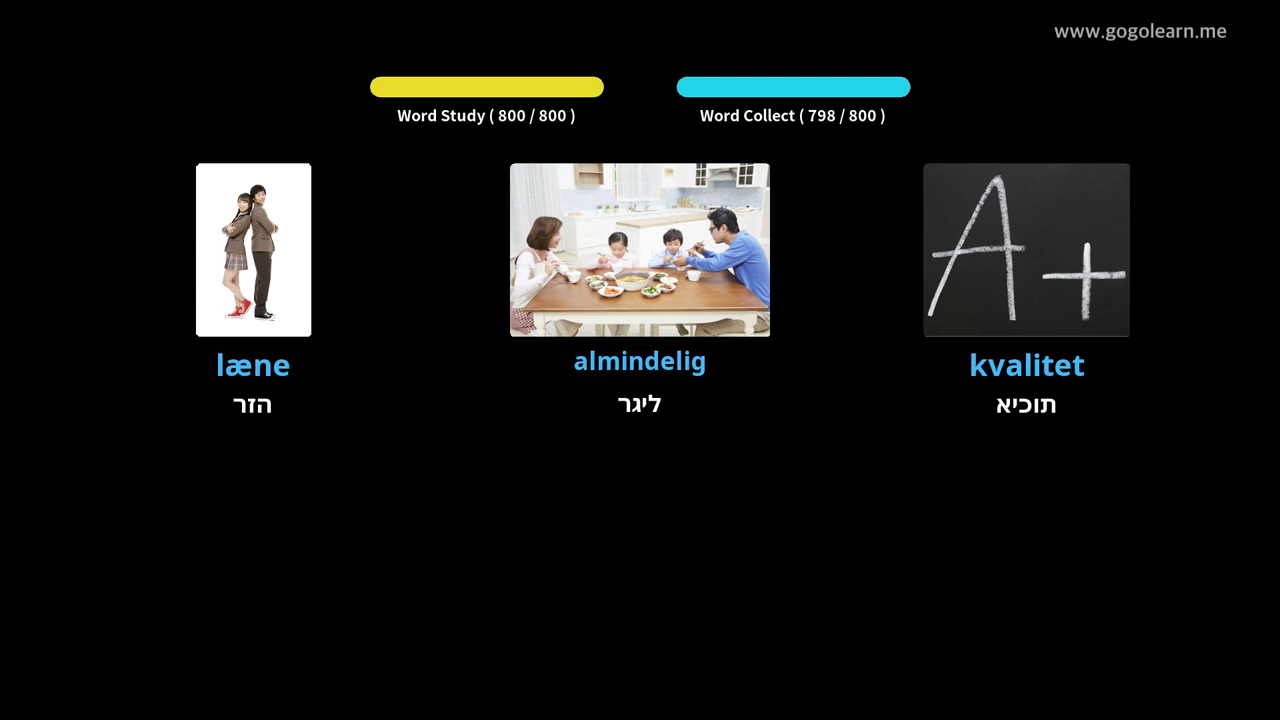 www.gogolearn.me
Word Study ( 800 / 800 )
Word Collect ( 798 / 800 )
læne
almindelig
kvalitet
הזר
ליגר
תוכיא